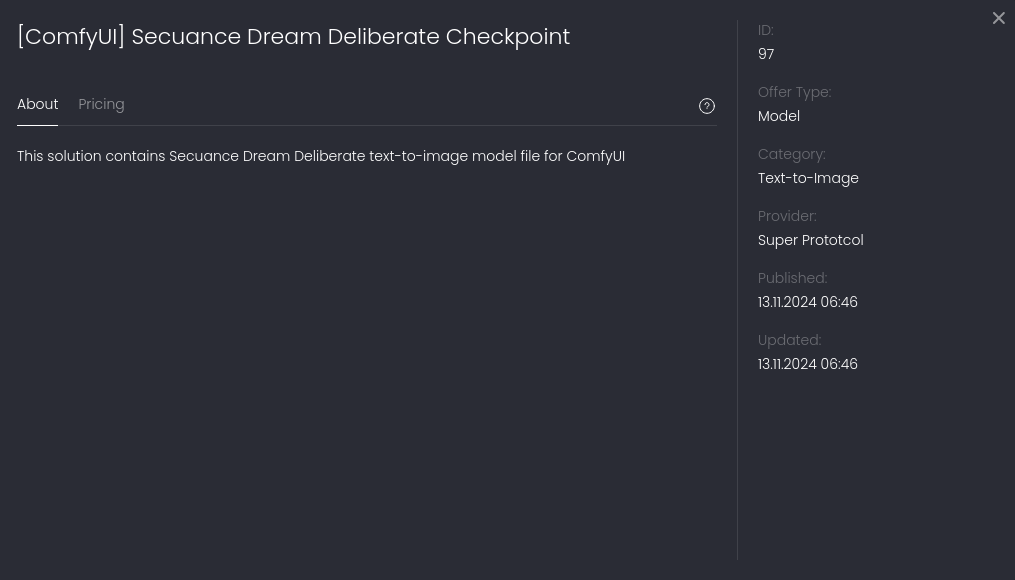 [ComfyUI] Secuance Dream Deliberate Checkpoint
About Pricing
This solution contains Secuance Dream Deliberate text-to-image model file for ComfyUI
ID:
97
Offer Type:
Model
Category:
Text-to-Image
Provider:
Super Prototcol
Published:
13.11.2024 06:46
Updated:
13.11.2024 06:46